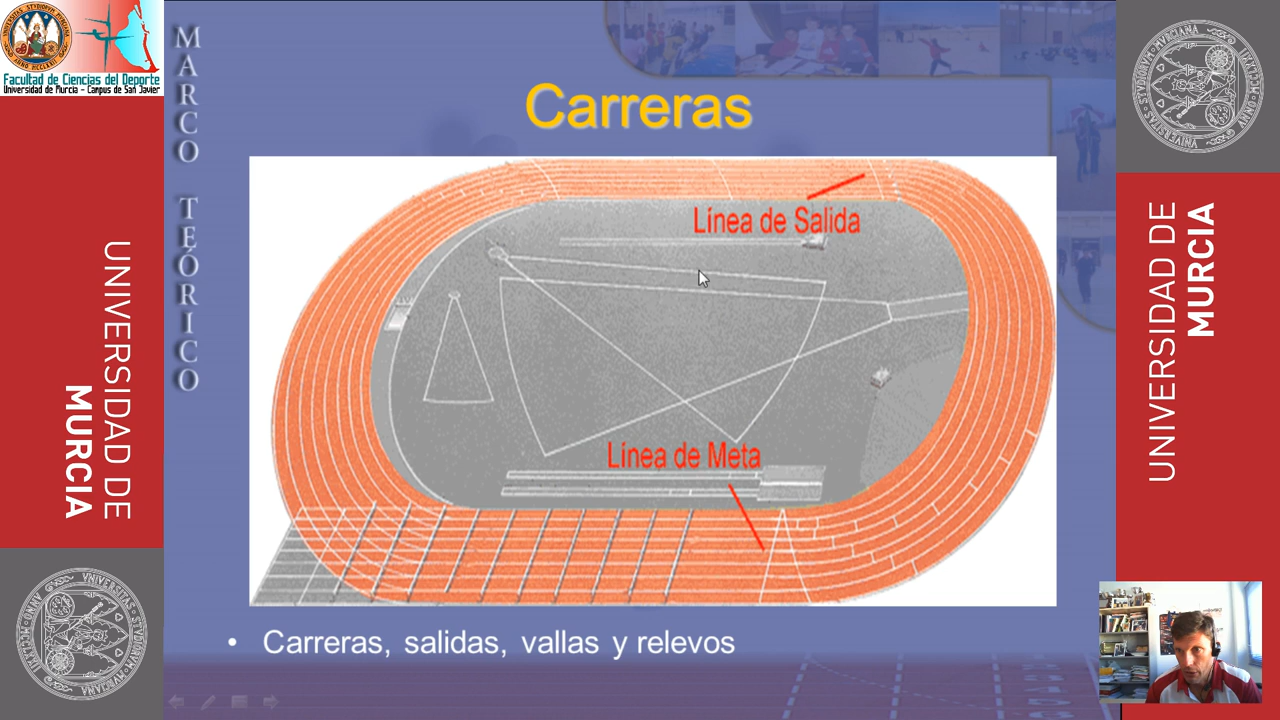 Facultad de Ciencias del Deporte
Universidad de Murcia - Campus de San Javier
MARCO
TEÓRICO
Carreras
Línea de Salida
Línea de Meta
• Carreras, salidas, vallas y relevos
UNIVERSIDAD DE
MURCIA
UNIVERSIDAD DE
MURCIA